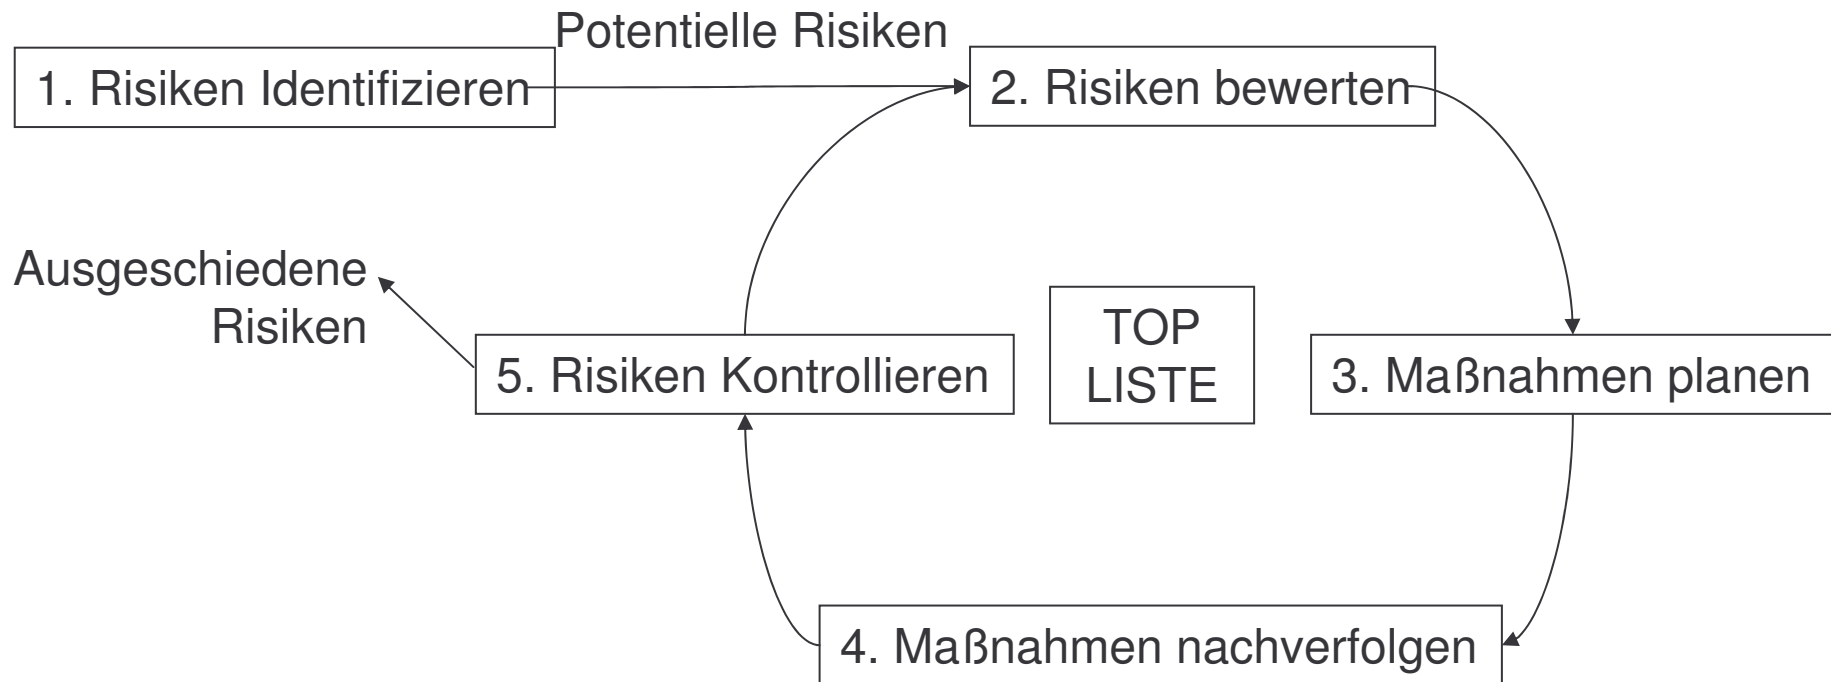 Potentielle Risiken
1. Risiken Identifizieren
2. Risiken bewerten
Ausgeschiedene
Risiken
TOP
LISTE
5. Risiken Kontrollieren
3. Maßnahmen planen
4. Maßnahmen nachverfolgen